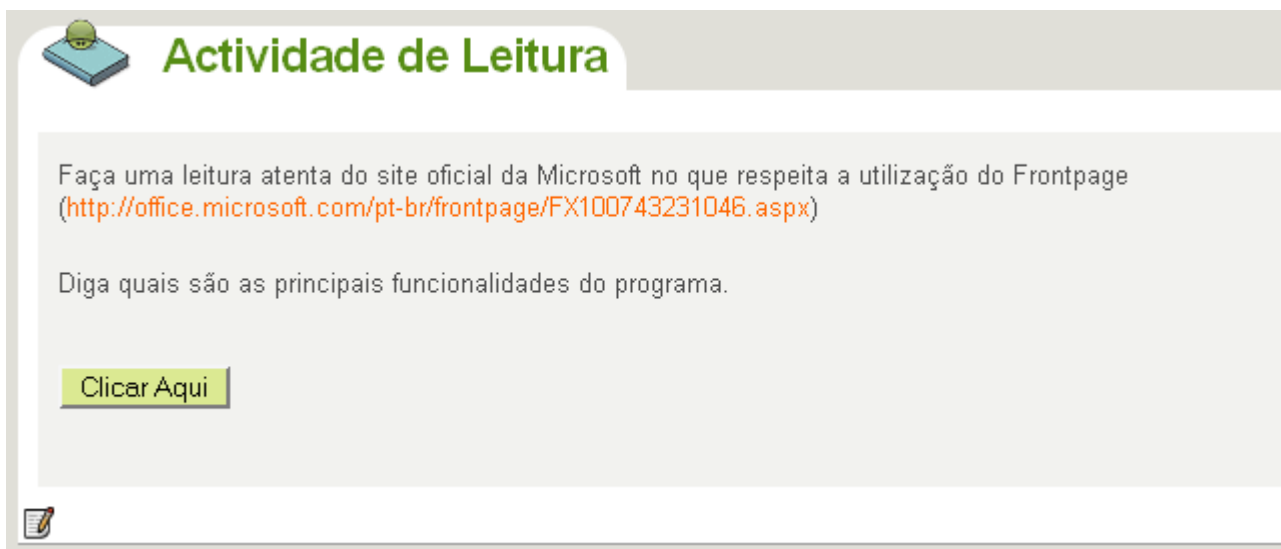 Actividade de Leitura
Faça uma leitura atenta do site oficial da Microsoft no que respeita a utilização do Frontpage
(http://office.microsoft.com/pt-br/frontpage/FX100743231046.aspx)
Diga quais são as principais funcionalidades do programa.
Clicar Aqui